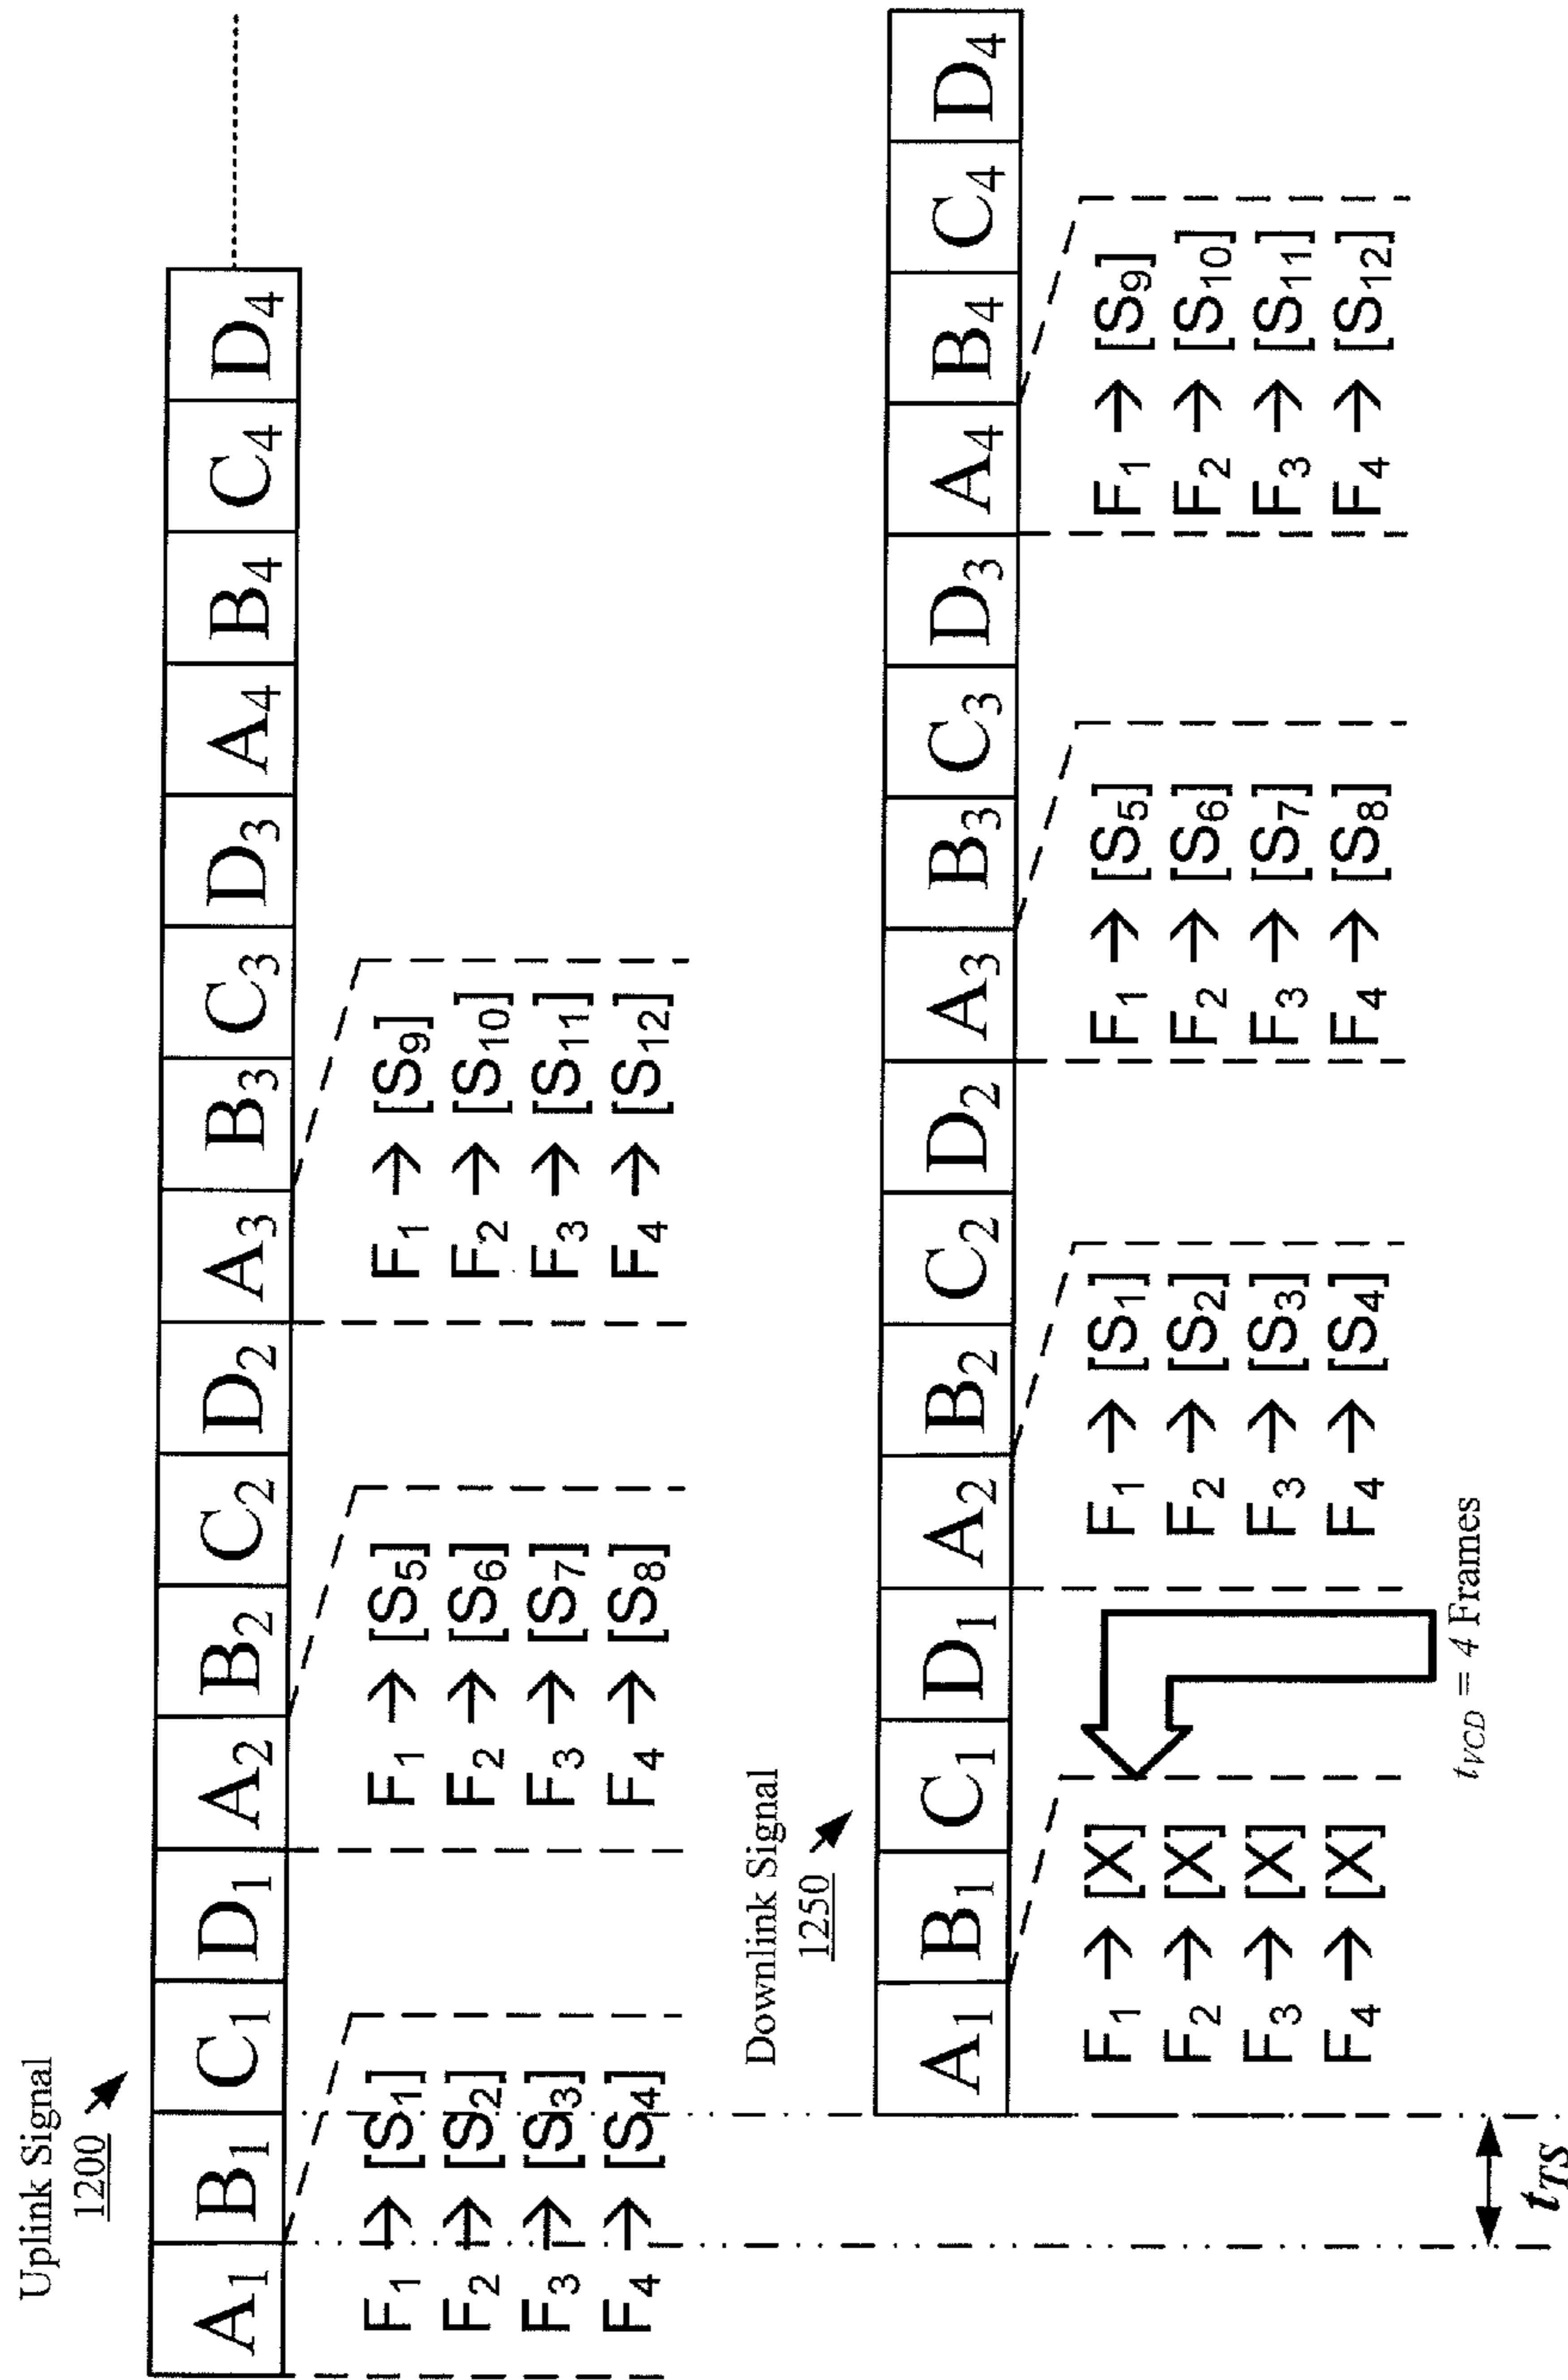 Uplink Signal
1200
A1 B1 C1 D1 A2 B2 C2 D2 A3 B3 C3 D3 A4 B4 C4 D4
F1 → [S1]
F2 → [S2]
F3 → [S3]
F4 → [S4]
F1 → [S5]
F2 → [S6]
F3 → [S7]
F4 → [S8]
F1 → [S9]
F2 → [S10]
F3 → [S11]
F4 → [S12]
Downlink Signal
1250
A1 B1 C1 D1 A2 B2 C2 D2 A3 B3 C3 D3 A4 B4 C4 D4
F1 → [X]
F2 → [X]
F3 → [X]
F4 → [X]
F1 → [S1]
F2 → [S2]
F3 → [S3]
F4 → [S4]
F1 → [S5]
F2 → [S6]
F3 → [S7]
F4 → [S8]
F1 → [S9]
F2 → [S10]
F3 → [S11]
F4 → [S12]
tVCD = 4 Frames
tTS